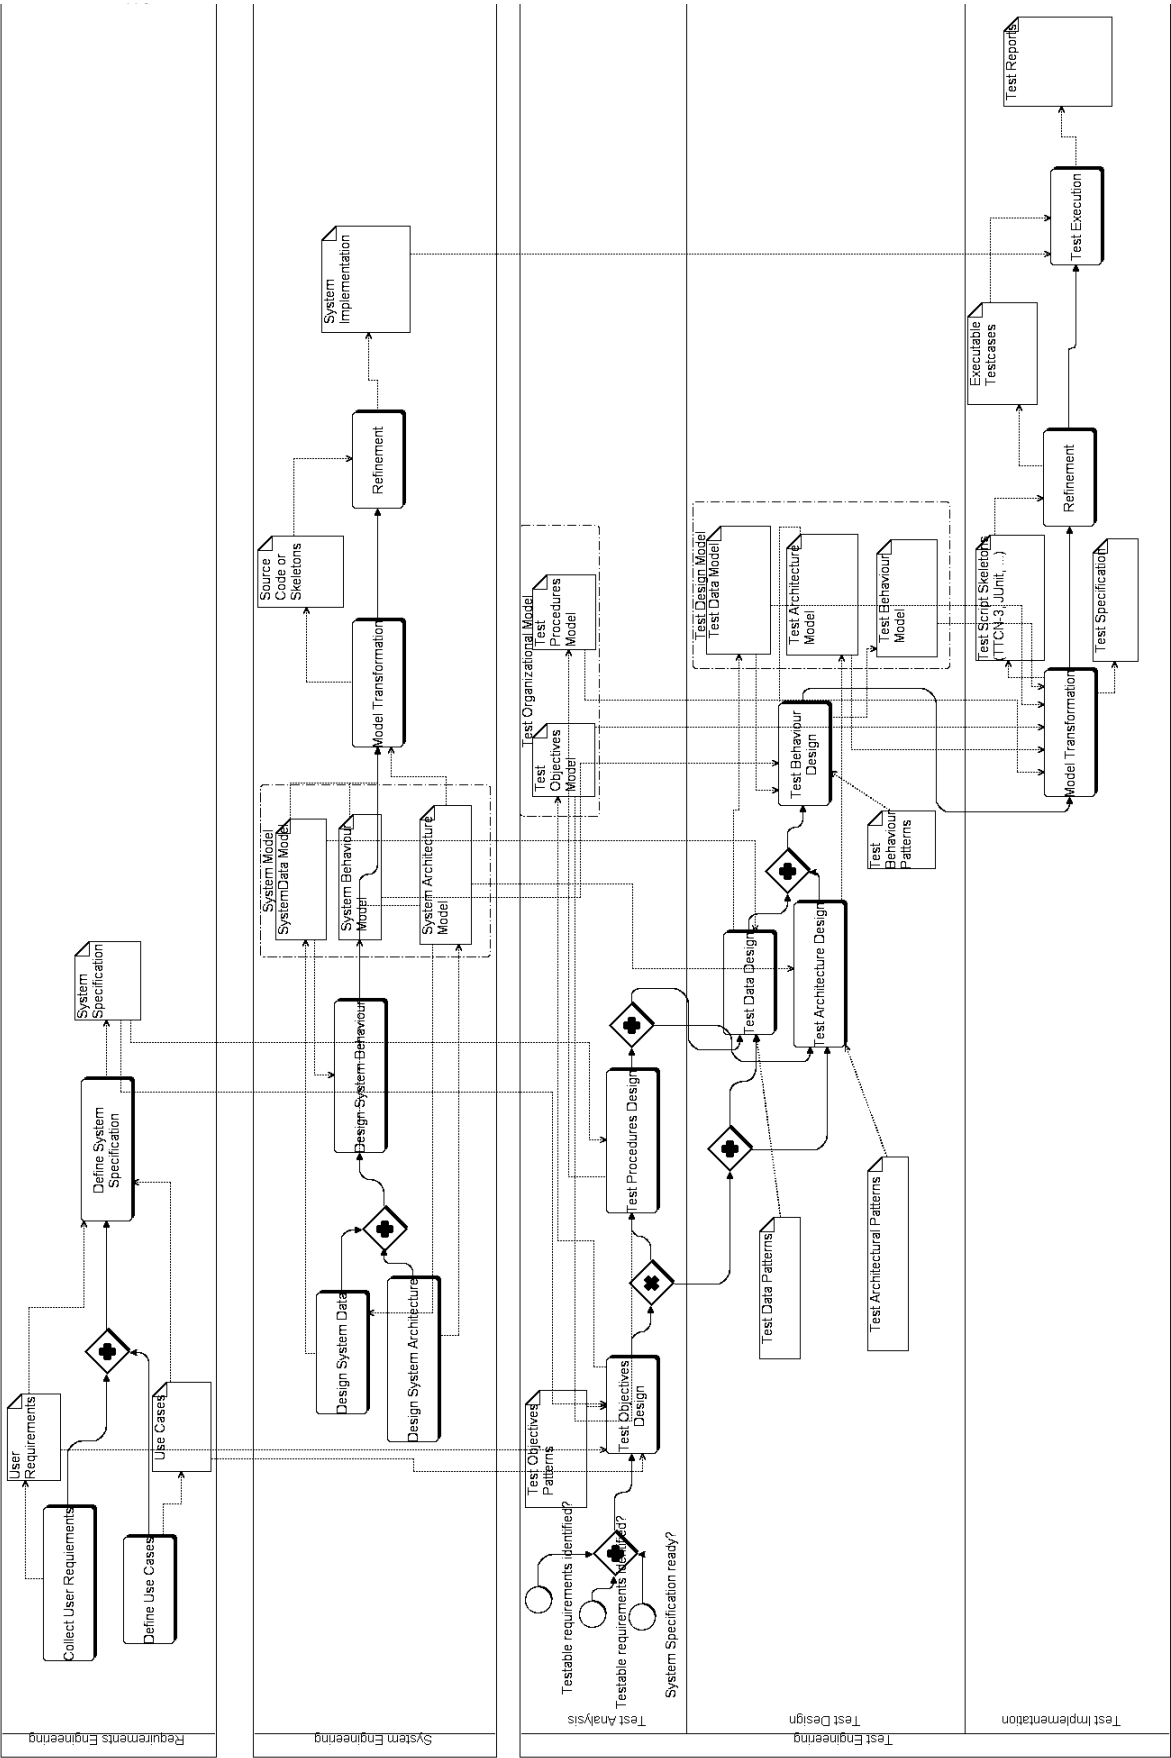 Requirements Engineering
Collect User Requirements
Define Use Cases
User
Requirements
Use Cases
Define System
Specification
System
Specification
System Engineering
Design System Data
Design System Architecture
Design System Behaviour
System Model
SystemData Model
System Behaviour
Model
System Architecture
Model
Model Transformation
Source
Code or
Skeletons
Refinement
System
Implementation
Test Engineering
Test Analysis
Testable requirements identified?
Testable requirements identified?
System Specification ready?
Test Objectives
Patterns
Test Objectives
Design
Test Procedures Design
Test Organizational Model
Test
Objectives
Model
Test
Procedures
Model
Test Design
Test Data Patterns
Test Architectural Patterns
Test Data Design
Test Architecture Design
Test
Behaviour
Patterns
Test Behaviour
Design
Test Design Model
Test Data Model
Test Architecture
Model
Test Behaviour
Model
Test Implementation
Model Transformation
Test Script Skeletons
(TTCN-3, JUnit, ...)
Test Specification
Refinement
Executable
Testcases
Test Execution
Test Reports